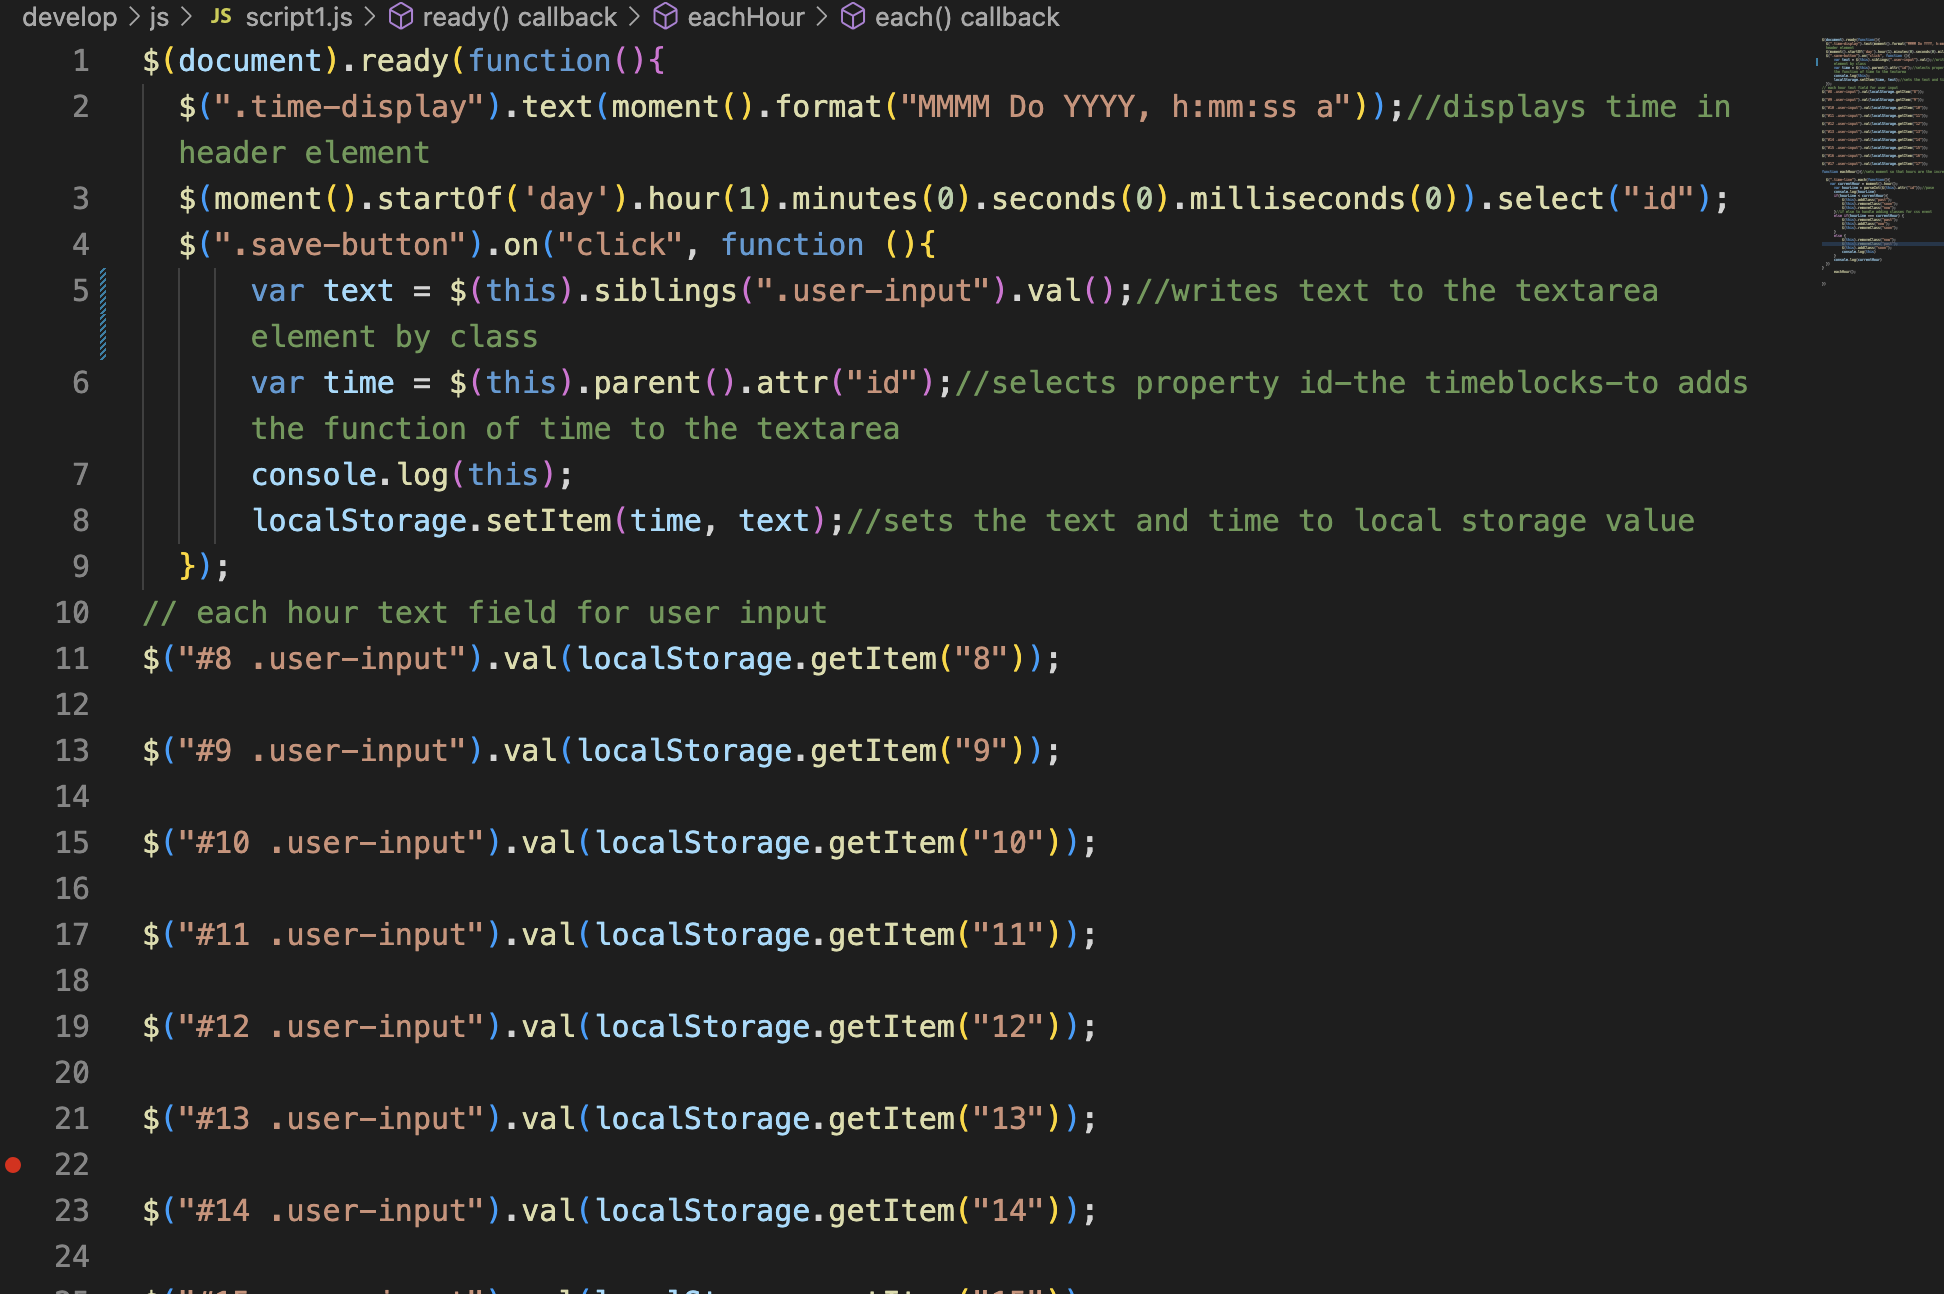 develop > js > JS script1.js > ready() callback > eachHour > each() callback
1 $(document).ready(function(){
2 $(".time-display").text(moment().format("MMMM Do YYYY, h:mm:ss a"));//displays time in
header element
3 $(moment().startOf('day').hour(1).minutes(0).seconds(0).milliseconds(0)).select("id");
4 $(".save-button").on("click", function (){
5 var text = $(this).siblings(".user-input").val();//writes text to the textarea
element by class
6 var time = $(this).parent().attr("id");//selects property id-the timeblocks-to adds
the function of time to the textarea
7 console.log(this);
8 localStorage.setItem(time, text);//sets the text and time to local storage value
9 });
10 // each hour text field for user input
11 $("#8 .user-input").val(localStorage.getItem("8"));
12
13 $("#9 .user-input").val(localStorage.getItem("9"));
14
15 $("#10 .user-input").val(localStorage.getItem("10"));
16
17 $("#11 .user-input").val(localStorage.getItem("11"));
18
19 $("#12 .user-input").val(localStorage.getItem("12"));
20
21 $("#13 .user-input").val(localStorage.getItem("13"));
22
23 $("#14 .user-input").val(localStorage.getItem("14"));
24